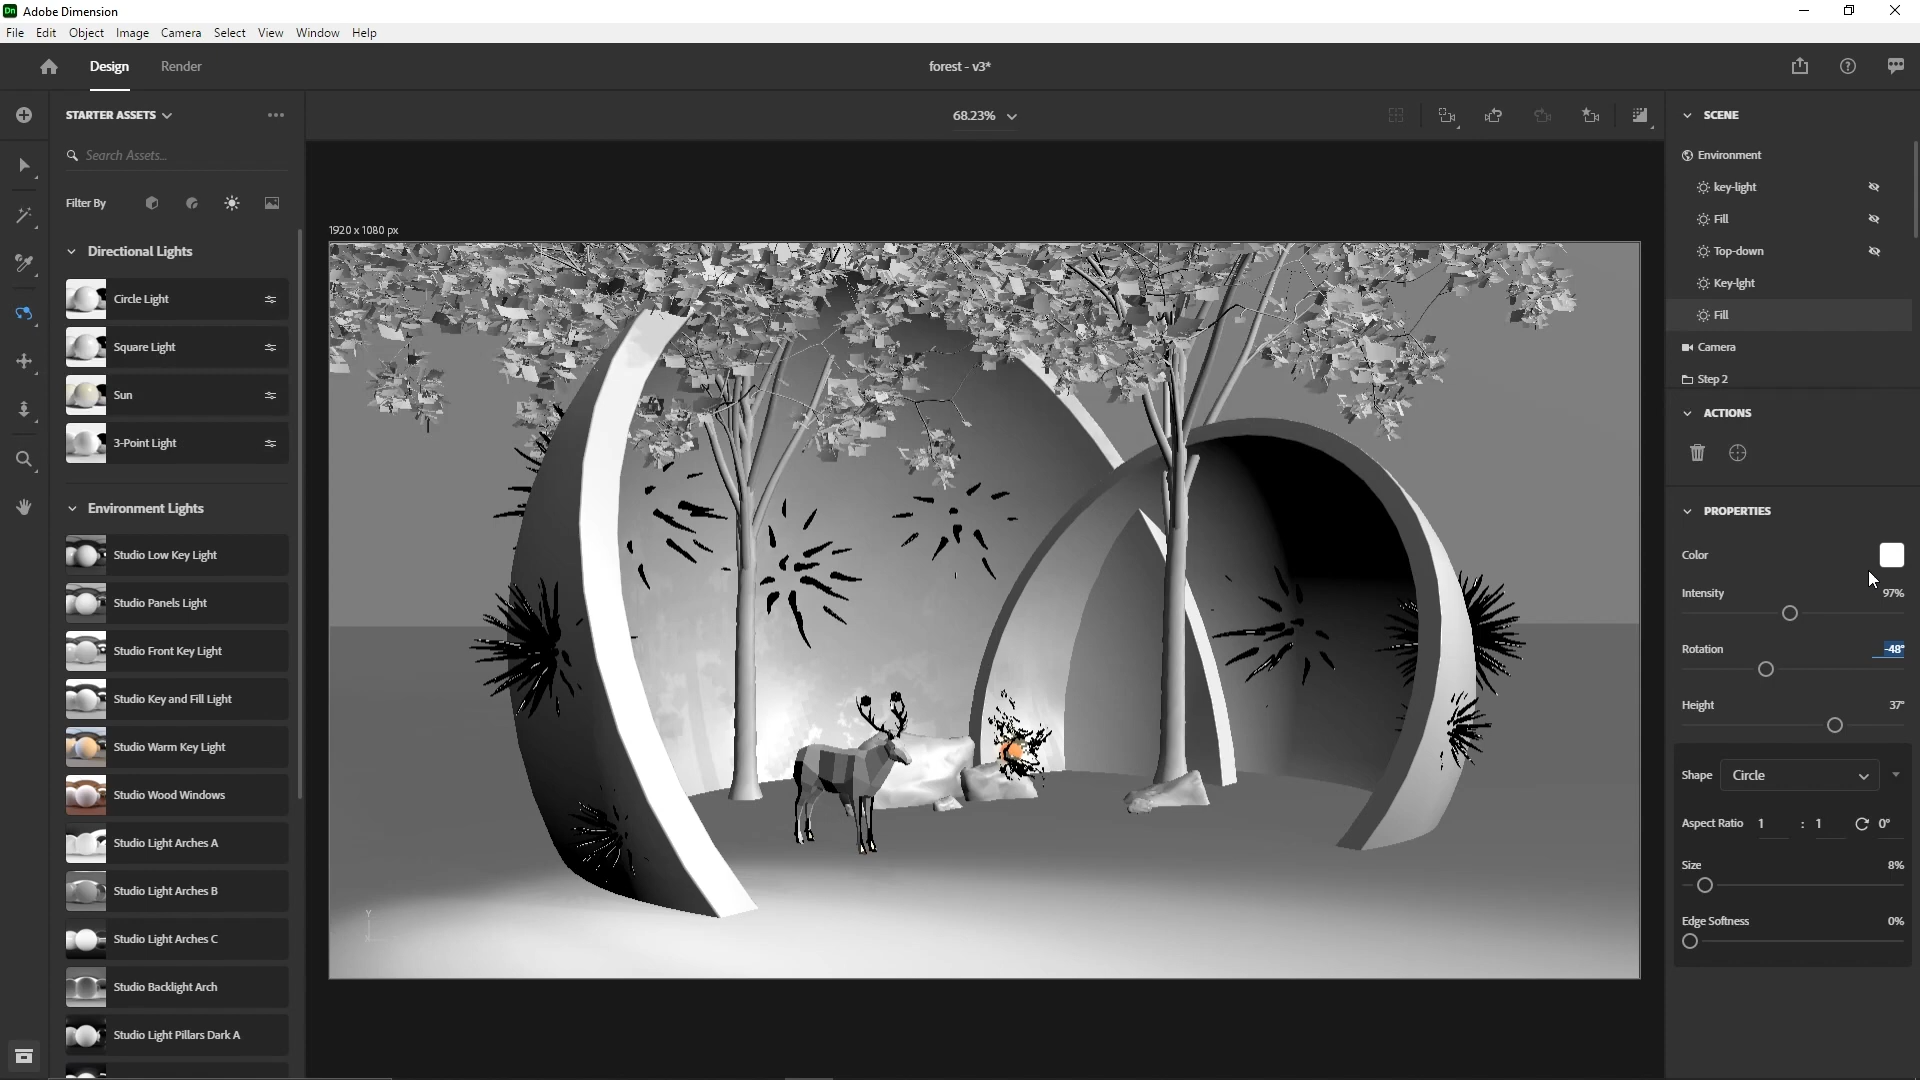 Dn Adobe Dimension
File Edit Object Image Camera Select View Window Help
Design Render forest - v3*
STARTER ASSETS
Search Assets...
Filter By
Directional Lights
Circle Light
Square Light
Sun
3-Point Light
Environment Lights
Studio Low Key Light
Studio Panels Light
Studio Front Key Light
Studio Key and Fill Light
Studio Warm Key Light
Studio Wood Windows
Studio Light Arches A
Studio Light Arches B
Studio Light Arches C
Studio Backlight Arch
Studio Light Pillars Dark A
68.23%
1920 x 1080 px
Y
SCENE
Environment
key-light
Fill
Top-down
Key-lght
Fill
Camera
Step 2
ACTIONS
PROPERTIES
Color
Intensity 97%
Rotation -48°
Height 37°
Shape Circle
Aspect Ratio 1 : 1 0°
Size 8%
Edge Softness 0%